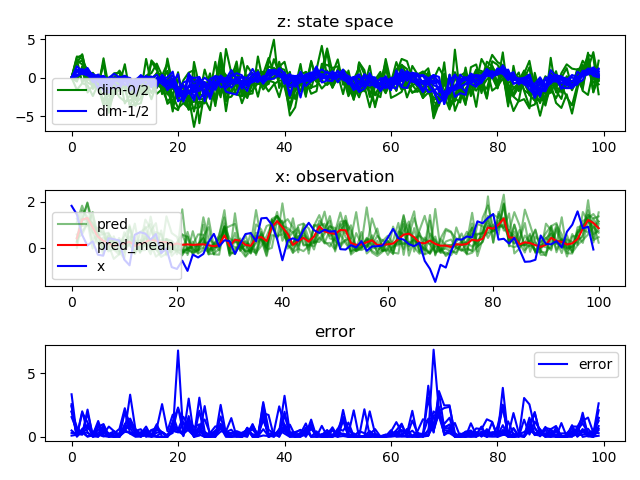 z: state space
5
0
−5
dim-0/2
dim-1/2
0
20
40
60
80
100
x: observation
2
0
pred
pred_mean
x
0
20
40
60
80
100
error
5
0
error
0
20
40
60
80
100